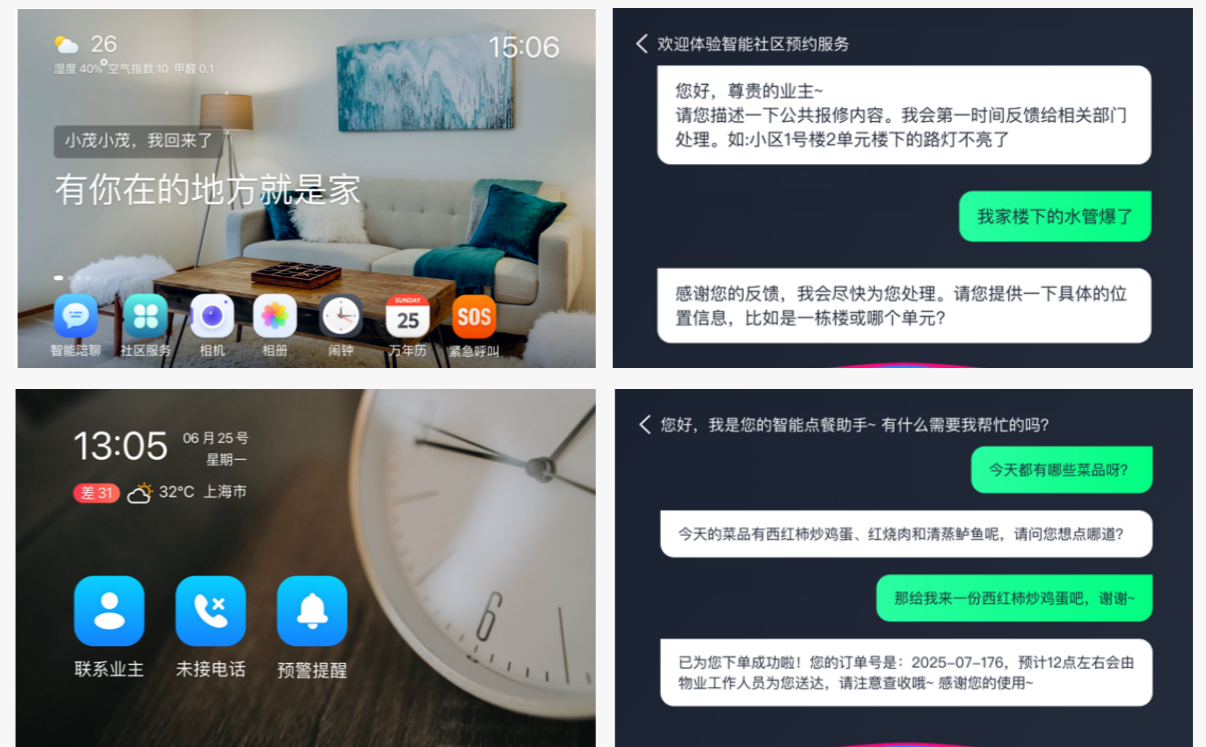 26
15:06
湿度 40% 空气指数 10 甲醛 0.1
小茂小茂，我回来了
有你在的地方就是家
SUNDAY
25
SOS
智能陪聊 社区服务 相机 相册 闹钟 万年历 紧急呼叫
欢迎体验智能社区预约服务
您好，尊贵的业主~
请您描述一下公共报修内容。我会第一时间反馈给相关部门
处理。如:小区1号楼2单元楼下的路灯不亮了
我家楼下的水管爆了
感谢您的反馈，我会尽快为您处理。请您提供一下具体的位
置信息，比如是一栋楼或哪个单元?
13:05 06月25号
星期一
差 31 32°C 上海市
6
联系业主 未接电话 预警提醒
您好，我是您的智能点餐助手~ 有什么需要我帮忙的吗?
今天都有哪些菜品呀?
今天的菜品有西红柿炒鸡蛋、红烧肉和清蒸鲈鱼呢，请问您想点哪道?
那给我来一份西红柿炒鸡蛋吧，谢谢~
已为您下单成功啦！您的订单号是：2025-07-176，预计12点左右会由
物业工作人员为您送达，请注意查收哦~ 感谢您的使用~